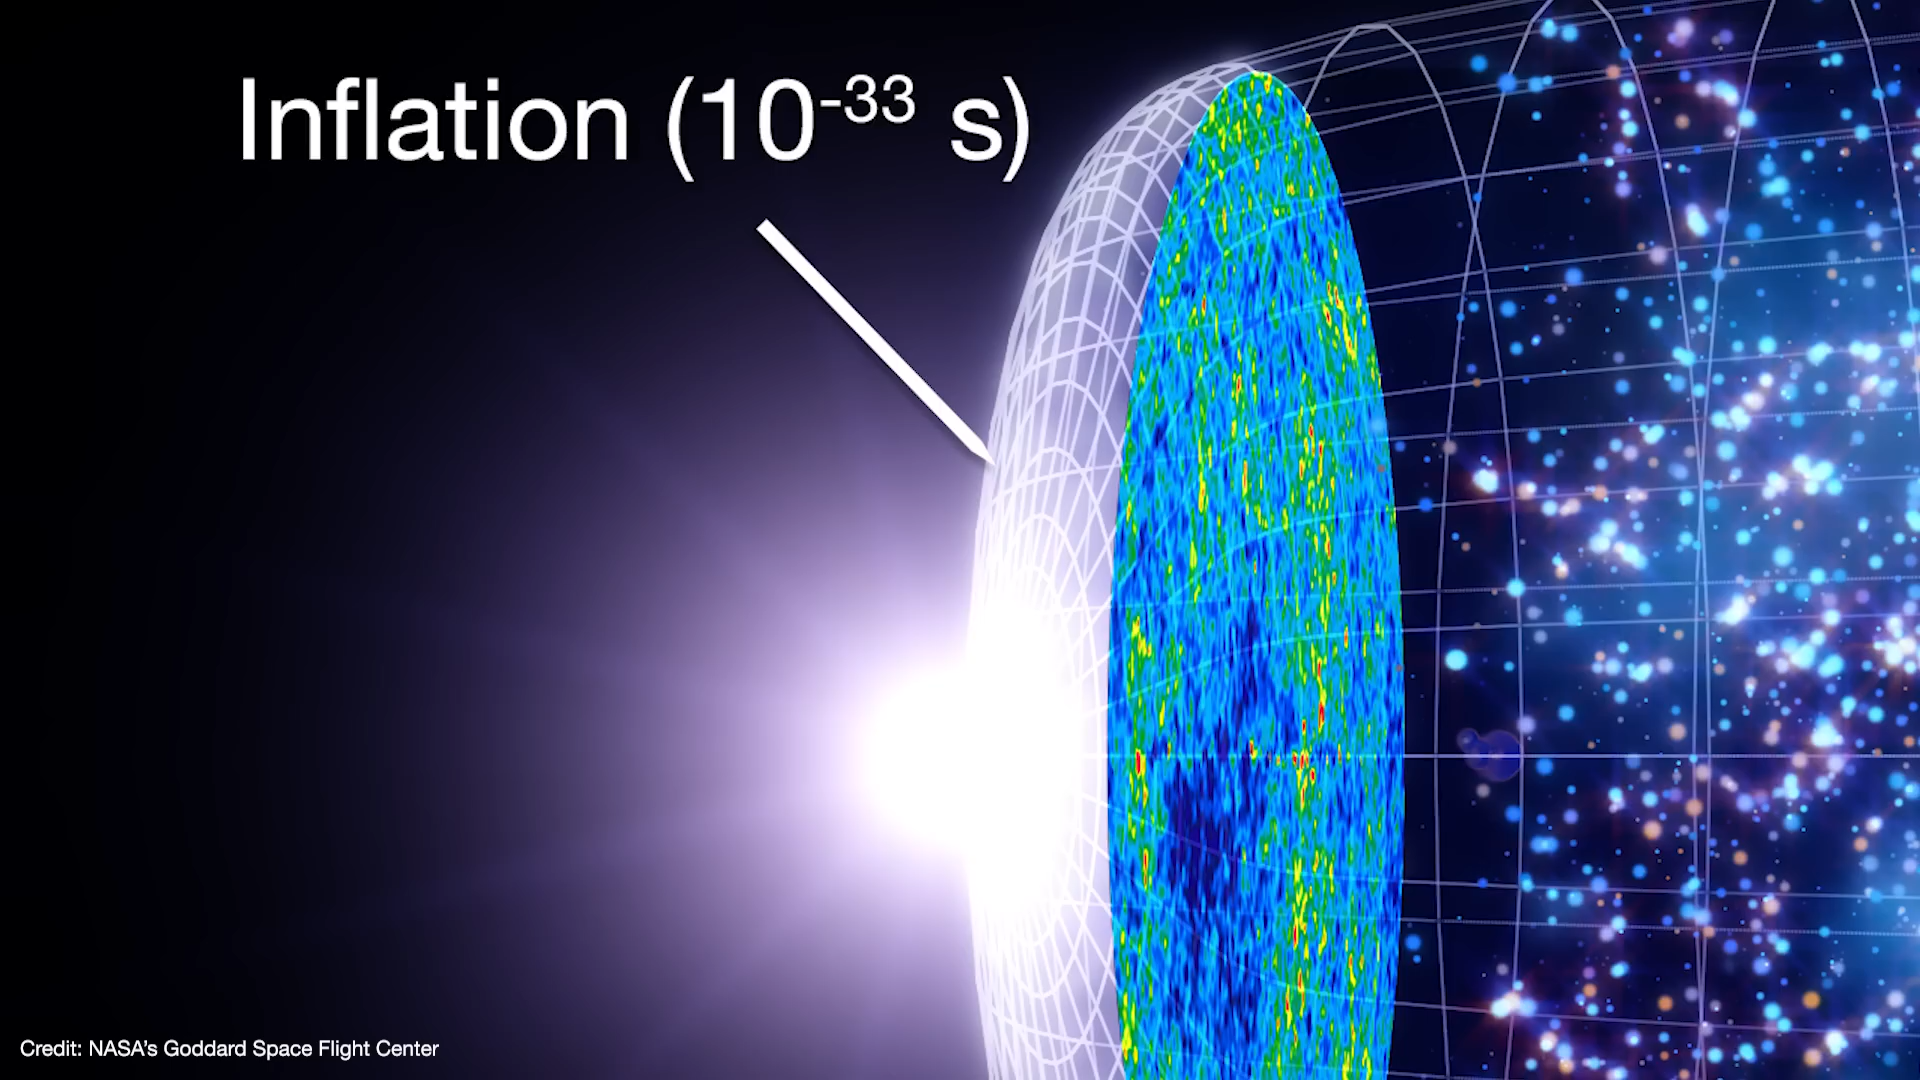 Inflation (10⁻³³ s)
Credit: NASA's Goddard Space Flight Center